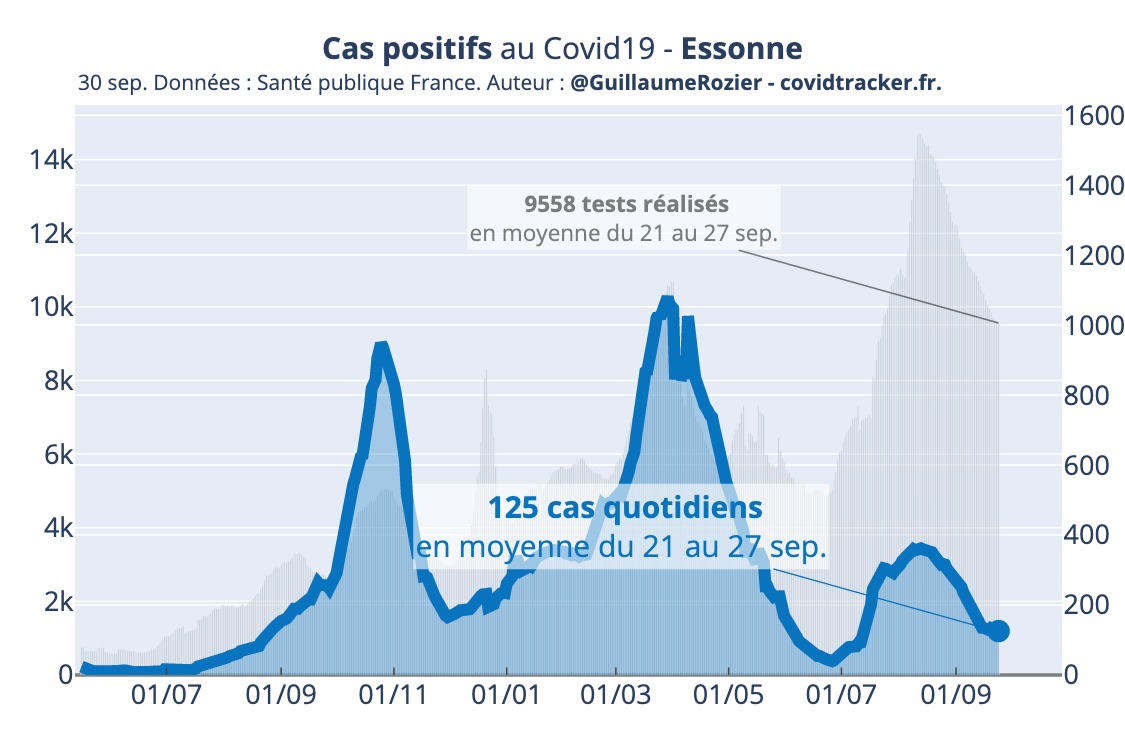 Cas positifs au Covid19 - Essonne
30 sep. Données : Santé publique France. Auteur : @GuillaumeRozier - covidtracker.fr.
1600
14k
1400
9558 tests réalisés
en moyenne du 21 au 27 sep.
12k
1200
10k
1000
8k
800
6k
600
125 cas quotidiens
en moyenne du 21 au 27 sep.
4k
400
2k
200
0
0
01/07 01/09 01/11 01/01 01/03 01/05 01/07 01/09